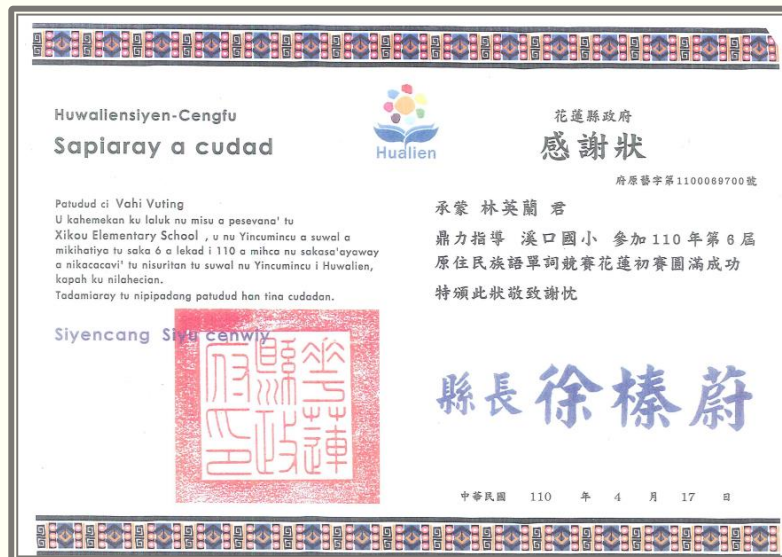 Huwaliensiyen-Cengfu
Sapiaray a cudad
Patudud ci Vahi Vuting
U kahemekan ku laluk nu misu a pesevana' tu
Xikou Elementary School , u nu Yincumincu a suwal a
mikihatiya tu saka 6 a lekad i 110 a mihca nu sakasa'ayaway
a nikacacavi' tu nisuritan tu suwal nu Yincumincu i Huwalien,
kapah ku nilahecian.
Tadamiaray tu nipipadang patudud han tina cudadan.
Siyencang Siyu cenwiy
花蓮縣政府印
Hualien
花蓮縣政府
感謝狀
府原藝字第1100069700號
承蒙 林英蘭 君
鼎力指導 溪口國小 參加110年第6屆
原住民族語單詞競賽花蓮初賽圓滿成功
特頒此狀敬致謝忱
縣長徐榛蔚
中華民國 110 年 4 月 17 日